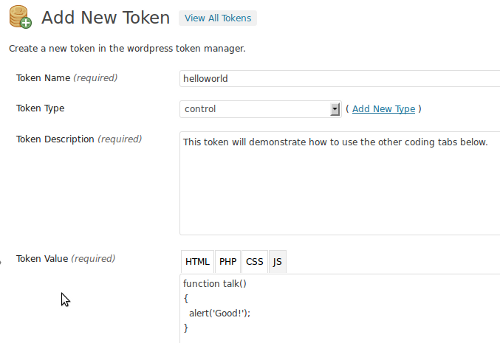 Add New Token View All Tokens
Create a new token in the wordpress token manager.
Token Name (required) helloworld
Token Type control ( Add New Type )
Token Description (required) This token will demonstrate how to use the other coding tabs below.
Token Value (required) HTML PHP CSS JS
function talk()
{
alert('Good!');
}